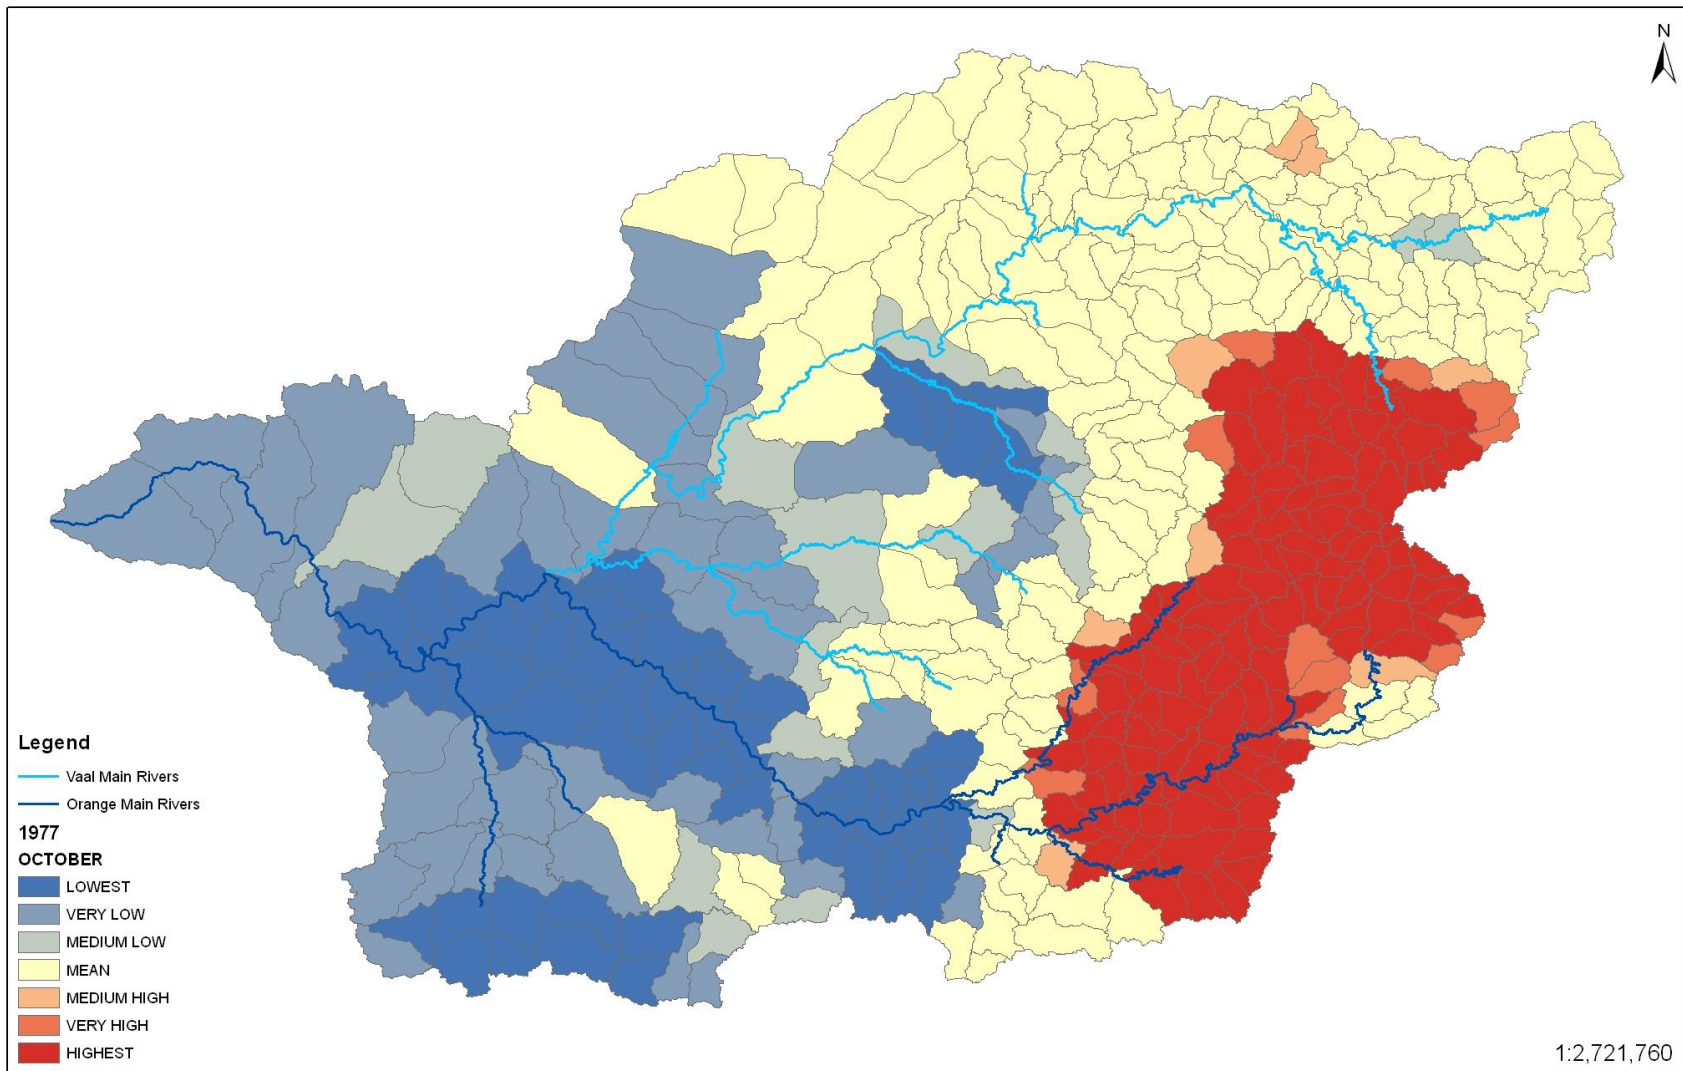 N
Legend
Vaal Main Rivers
Orange Main Rivers
1977
OCTOBER
LOWEST
VERY LOW
MEDIUM LOW
MEAN
MEDIUM HIGH
VERY HIGH
HIGHEST
1:2,721,760